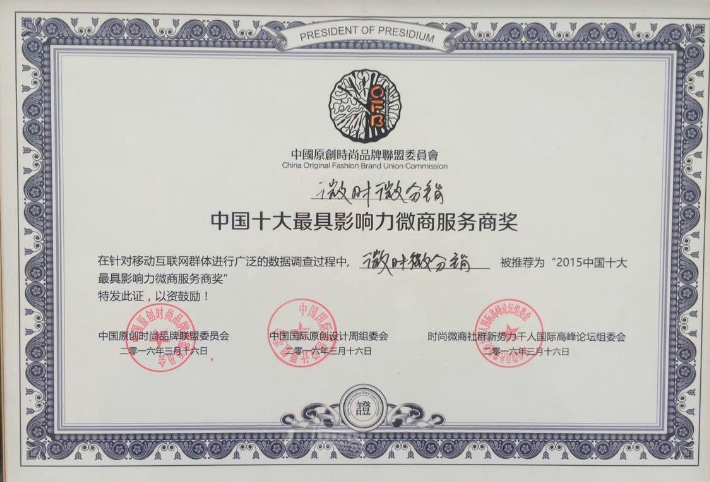 PRESIDENT OF PRESIDIUM
OFB
中國原創時尚品牌聯盟委員會
China Original Fashion Brand Union Commission
微时微分销
中国十大最具影响力微商服务商奖
在针对移动互联网群体进行广泛的数据调查过程中，微时微分销 被推荐为“2015中国十大
最具影响力微商服务商奖”
特发此证，以资鼓励！
中国原创时尚品牌联盟委员会 中国国际原创设计周组委会 时尚微商社群新势力千人国际高峰论坛组委会
二零一六年三月十六日 二零一六年三月十六日 二零一六年三月十六日
證